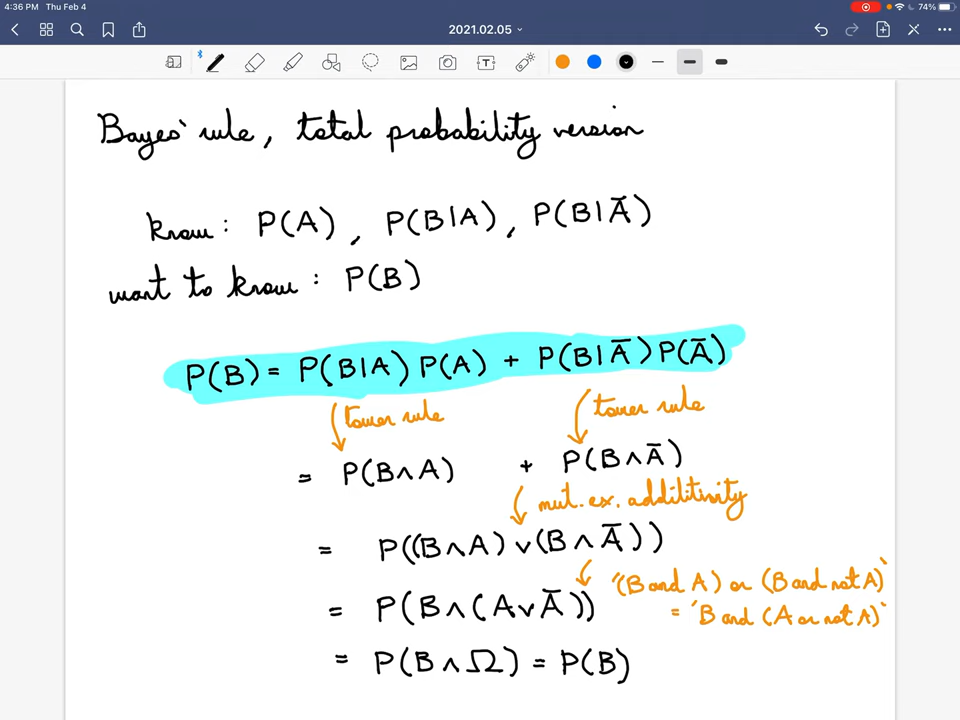 4:36 PM Thu Feb 4
74%
2021.02.05
T
Bayes' rule, total probability version
know: P(A), P(B|A), P(B|Ā)
want to know: P(B)
P(B) = P(B|A) P(A) + P(B|Ā) P(Ā)
tower rule
tower rule
= P(B∧A) + P(B∧Ā)
mut. ex. addilitivity
= P((B∧A) ∨ (B∧Ā))
"(B and A) or (B and not A)"
= P(B∧(A∨Ā))
= "B and (A or not A)"
= P(B∧Ω) = P(B)